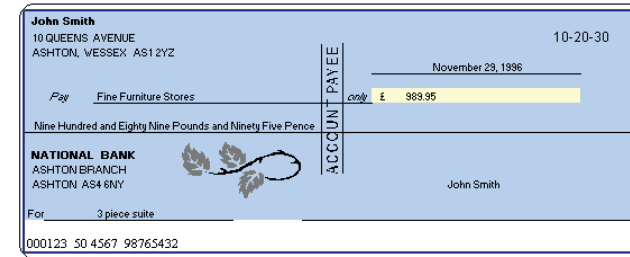 John Smith
10 QUEENS AVENUE
ASHTON, WESSEX AS1 2YZ
10-20-30
November 29, 1996
Pay Fine Furniture Stores only £ 989.95
ACCOUNT PAYEE
Nine Hundred and Eighty Nine Pounds and Ninety Five Pence
NATIONAL BANK
ASHTON BRANCH
ASHTON AS4 6NY
John Smith
For 3 piece suite
000123 50 4567 98765432